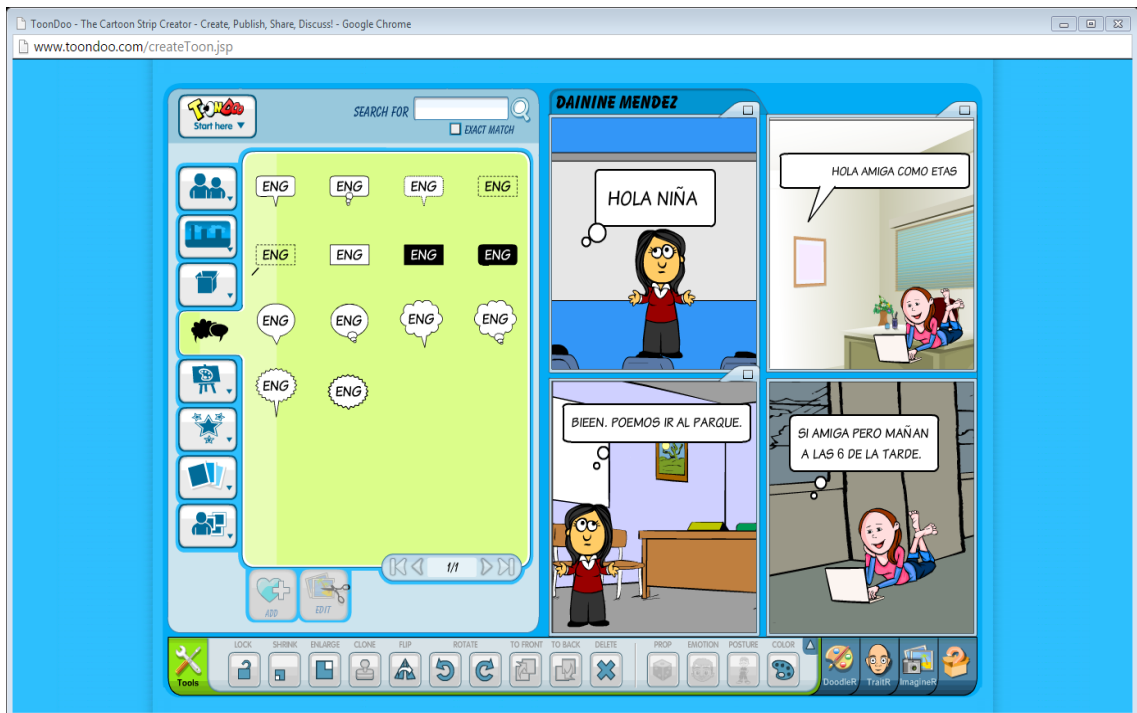 ToonDoo - The Cartoon Strip Creator - Create, Publish, Share, Discuss! - Google Chrome
www.toondoo.com/createToon.jsp
TOONDOO
Start here
SEARCH FOR
EXACT MATCH
ENG ENG ENG ENG
ENG ENG ENG ENG
ENG ENG ENG ENG
ENG ENG
1/1
ADD EDIT
DAININE MENDEZ
HOLA NIÑA
HOLA AMIGA COMO ETAS
BIEEN. POEMOS IR AL PARQUE.
SI AMIGA PERO MAÑAN
A LAS 6 DE LA TARDE.
Tools
LOCK SHRINK ENLARGE CLONE FLIP ROTATE TO FRONT TO BACK DELETE PROP EMOTION POSTURE COLOR
DoodleR TraitR ImagineR